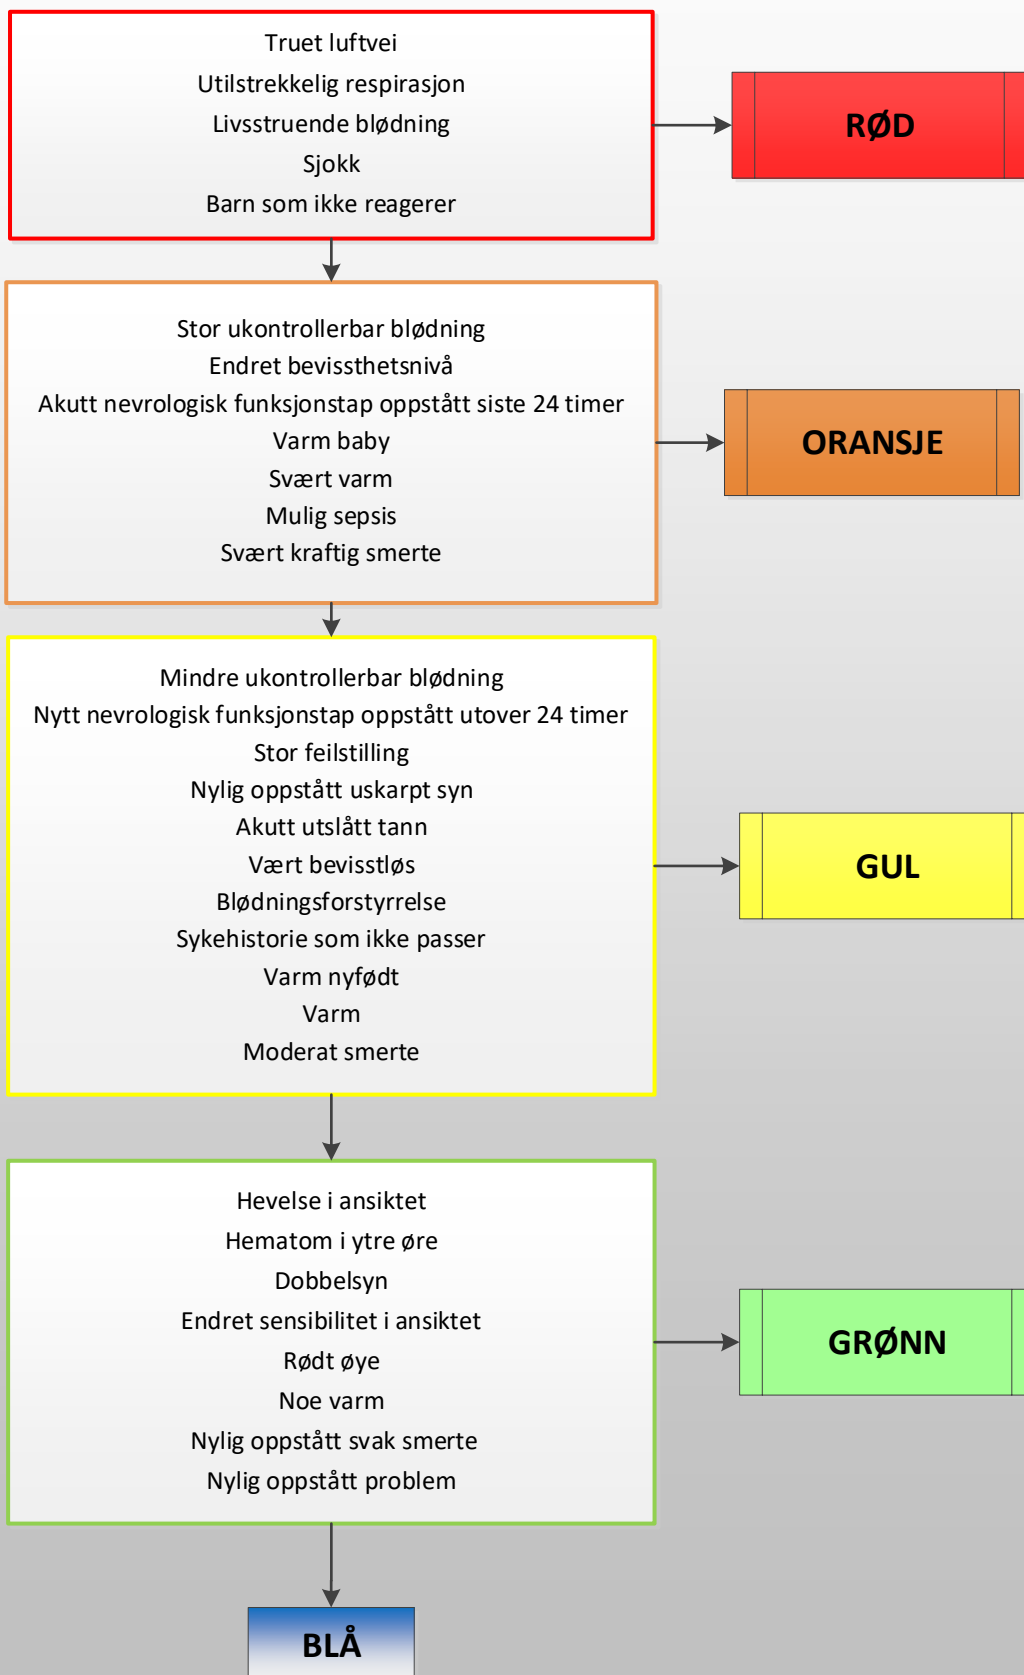 Truet luftvei
Utilstrekkelig respirasjon
Livsstruende blødning
Sjokk
Barn som ikke reagerer
RØD
Stor ukontrollerbar blødning
Endret bevissthetsnivå
Akutt nevrologisk funksjonstap oppstått siste 24 timer
Varm baby
Svært varm
Mulig sepsis
Svært kraftig smerte
ORANSJE
Mindre ukontrollerbar blødning
Nytt nevrologisk funksjonstap oppstått utover 24 timer
Stor feilstilling
Nylig oppstått uskarpt syn
Akutt utslått tann
Vært bevisstløs
Blødningsforstyrrelse
Sykehistorie som ikke passer
Varm nyfødt
Varm
Moderat smerte
GUL
Hevelse i ansiktet
Hematom i ytre øre
Dobbelsyn
Endret sensibilitet i ansiktet
Rødt øye
Noe varm
Nylig oppstått svak smerte
Nylig oppstått problem
GRØNN
BLÅ